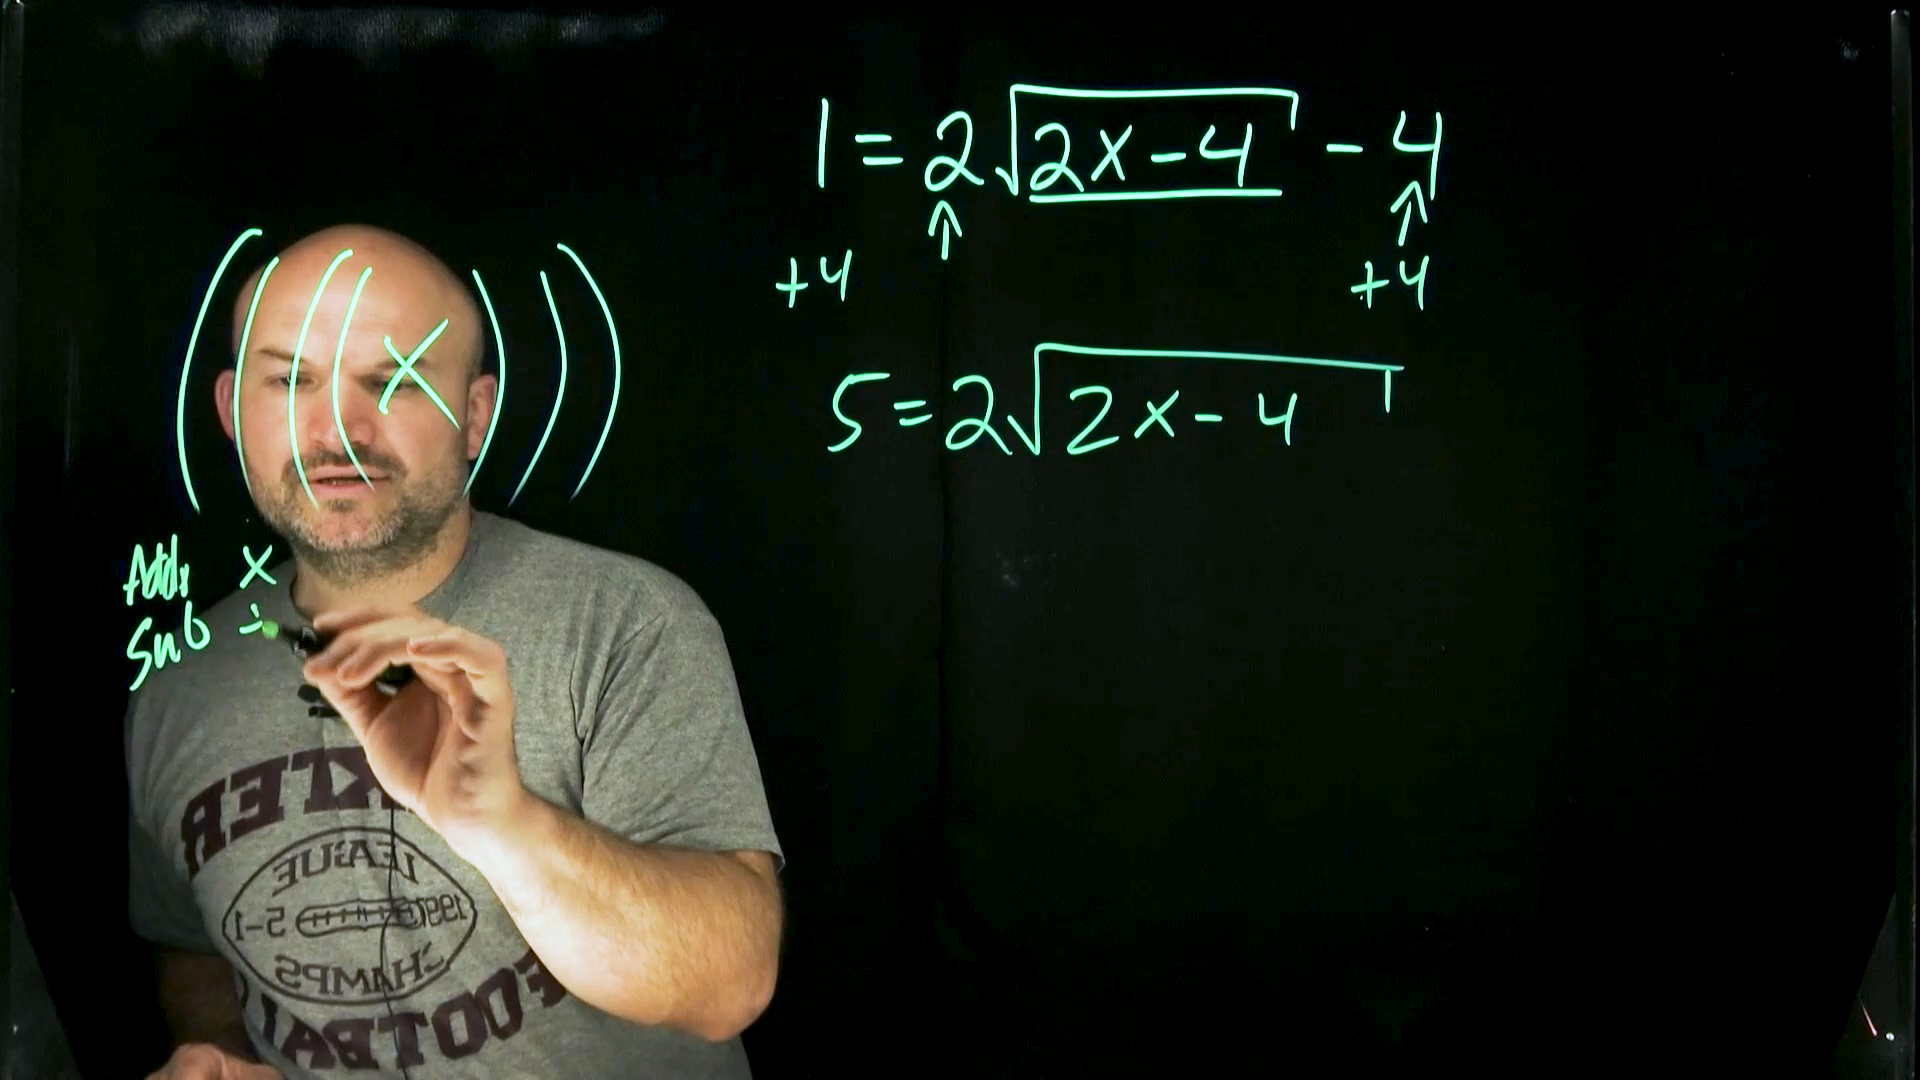 1 = 2√(2x - 4) - 4
+4 +4
5 = 2√(2x - 4)
((((x))))
Add, x
Sub ÷
LEAGUE
5-1
CHAMPS
FOOTBALL